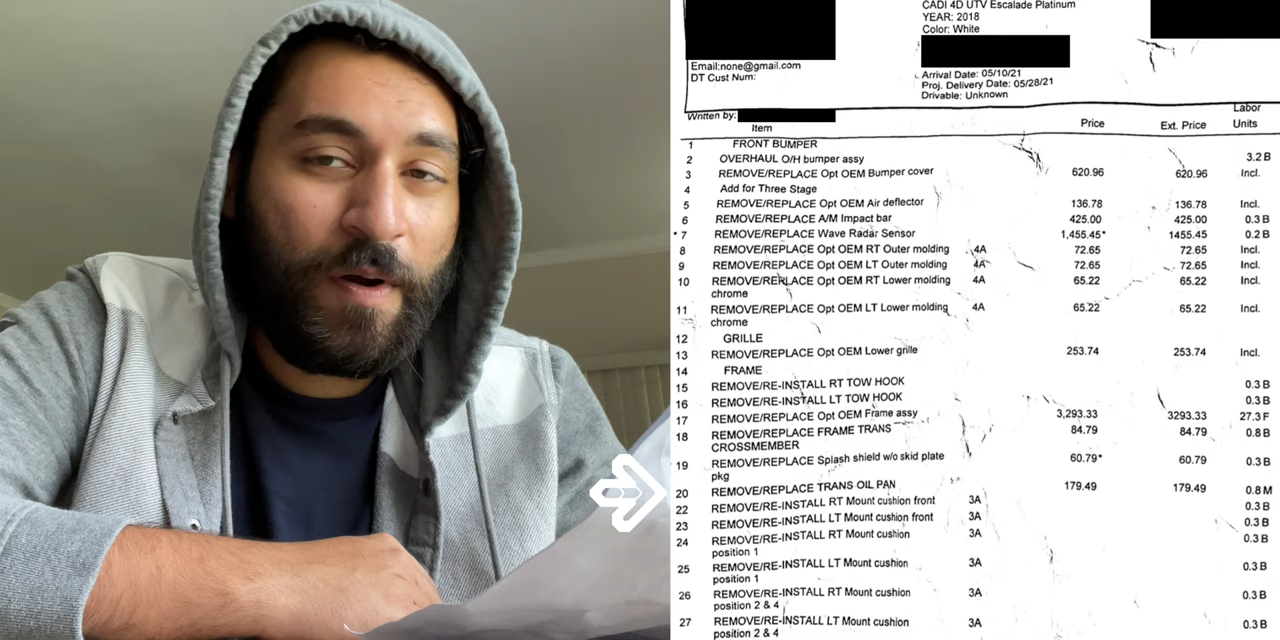 CADI 4D UTV Escalade Platinum
YEAR: 2018
Color: White
Email:none@gmail.com
DT Cust Num:
Arrival Date: 05/10/21
Proj. Delivery Date: 05/28/21
Drivable: Unknown
Written by:
Item Price Ext. Price Labor Units
1 FRONT BUMPER
2 OVERHAUL O/H bumper assy 3.2 B
3 REMOVE/REPLACE Opt OEM Bumper cover 620.96 620.96 Incl.
4 Add for Three Stage
5 REMOVE/REPLACE Opt OEM Air deflector 136.78 136.78 Incl.
6 REMOVE/REPLACE A/M Impact bar 425.00 425.00 0.3 B
* 7 REMOVE/REPLACE Wave Radar Sensor 1,455.45* 1455.45 0.2 B
8 REMOVE/REPLACE Opt OEM RT Outer molding 4A 72.65 72.65 Incl.
9 REMOVE/REPLACE Opt OEM LT Outer molding 4A 72.65 72.65 Incl.
10 REMOVE/REPLACE Opt OEM RT Lower molding 4A 65.22 65.22 Incl.
chrome
11 REMOVE/REPLACE Opt OEM LT Lower molding 4A 65.22 65.22 Incl.
chrome
12 GRILLE
13 REMOVE/REPLACE Opt OEM Lower grille 253.74 253.74 Incl.
14 FRAME
15 REMOVE/RE-INSTALL RT TOW HOOK 0.3 B
16 REMOVE/RE-INSTALL LT TOW HOOK 0.3 B
17 REMOVE/REPLACE Opt OEM Frame assy 3,293.33 3293.33 27.3 F
18 REMOVE/REPLACE FRAME TRANS 84.79 84.79 0.8 B
CROSSMEMBER
19 REMOVE/REPLACE Splash shield w/o skid plate 60.79* 60.79 0.3 B
pkg
20 REMOVE/REPLACE TRANS OIL PAN 179.49 179.49 0.8 M
22 REMOVE/RE-INSTALL RT Mount cushion front 3A 0.3 B
23 REMOVE/RE-INSTALL LT Mount cushion front 3A 0.3 B
24 REMOVE/RE-INSTALL RT Mount cushion 3A 0.3 B
position 1
25 REMOVE/RE-INSTALL LT Mount cushion 3A 0.3 B
position 1
26 REMOVE/RE-INSTALL RT Mount cushion 3A 0.3 B
position 2 & 4
27 REMOVE/RE-INSTALL LT Mount cushion 3A 0.3 B
position 2 & 4